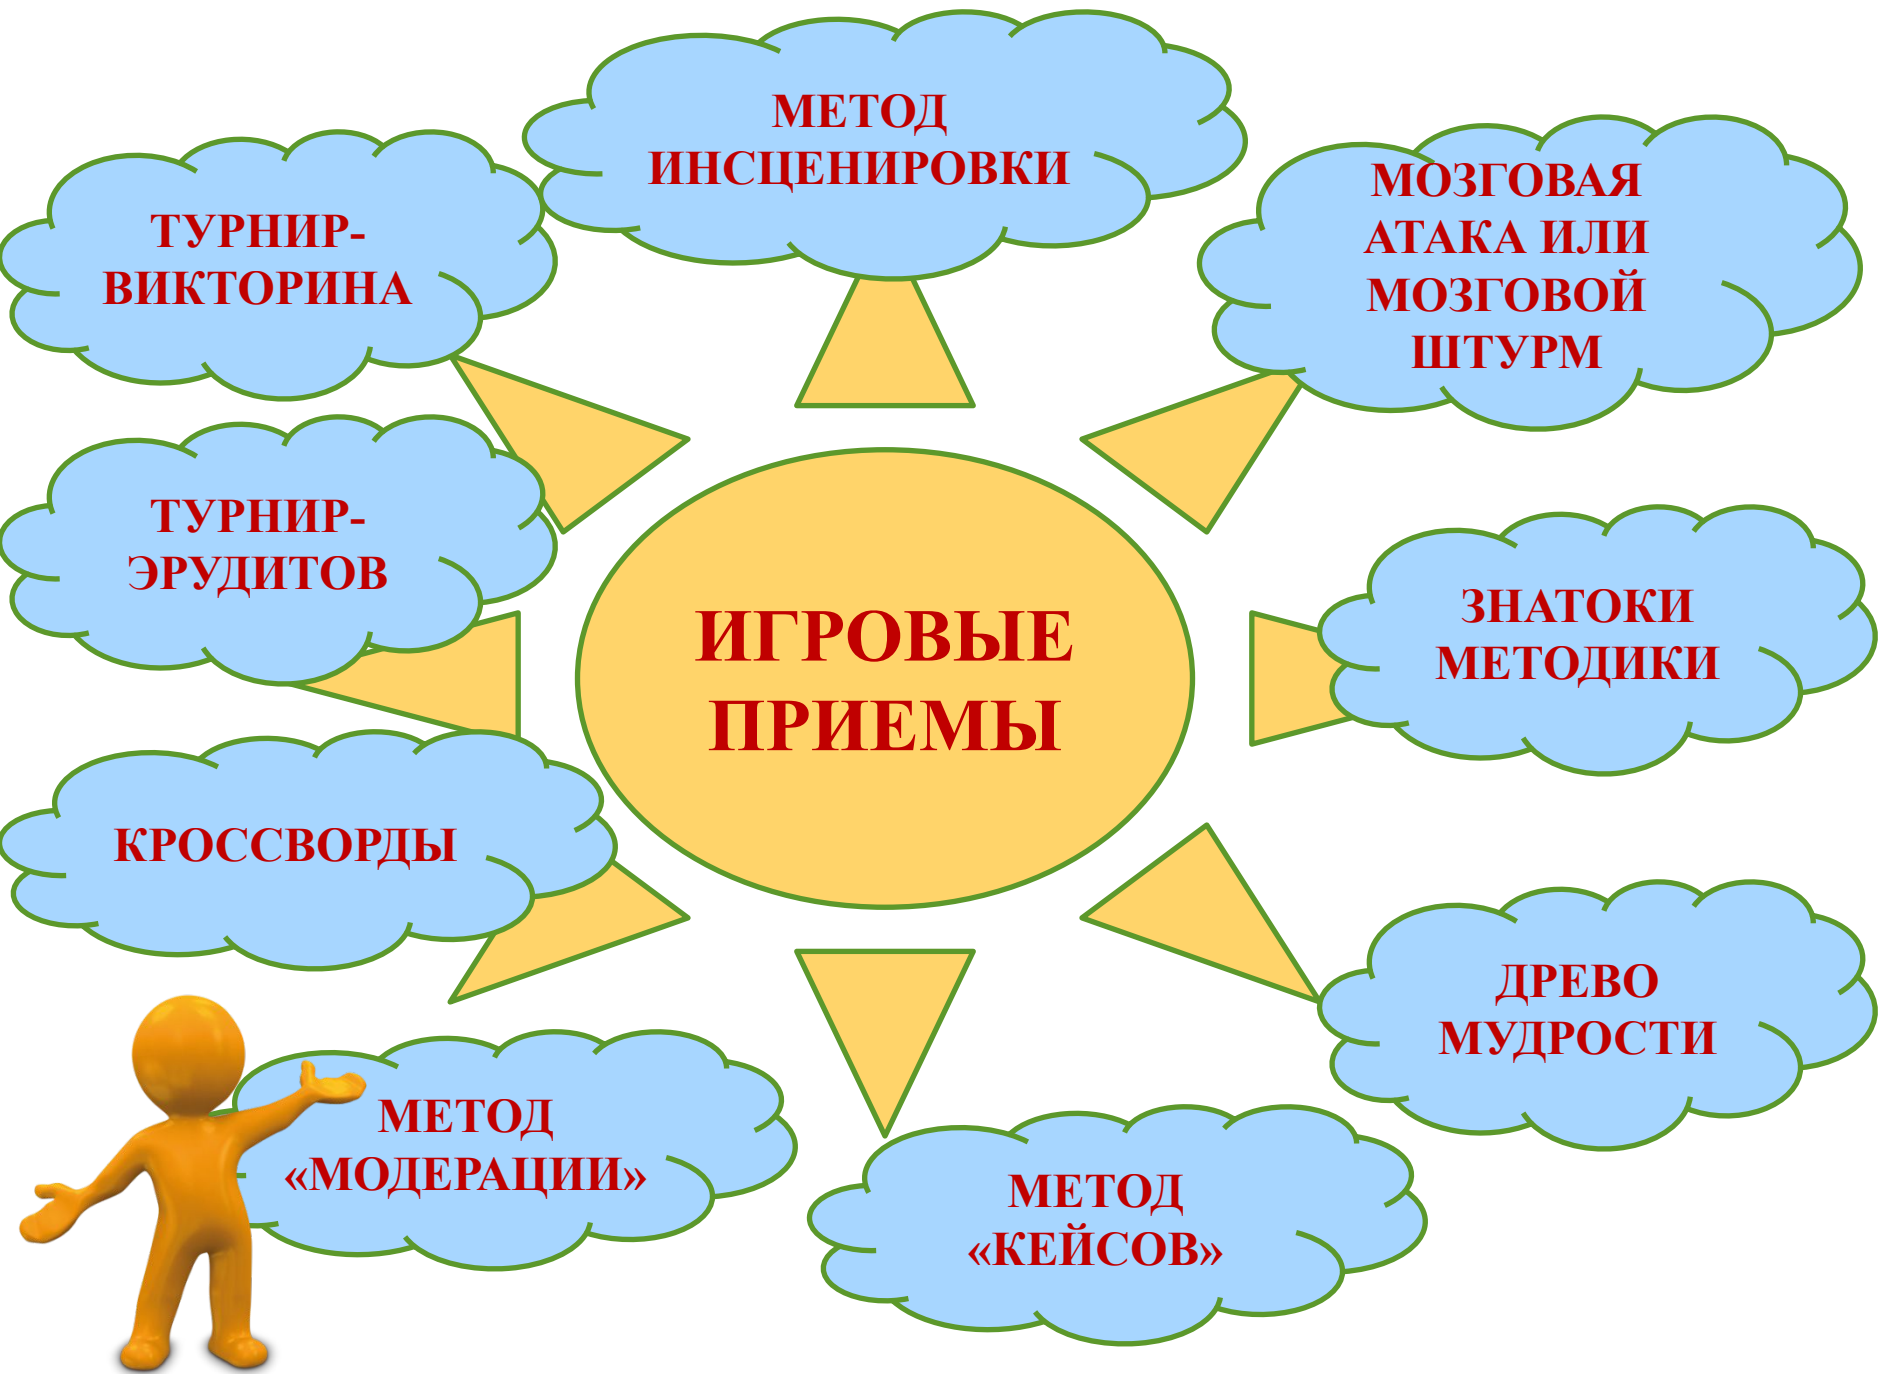 МЕТОД
ИНСЦЕНИРОВКИ
МОЗГОВАЯ
АТАКА ИЛИ
МОЗГОВОЙ
ШТУРМ
ТУРНИР-
ВИКТОРИНА
ТУРНИР-
ЭРУДИТОВ
ИГРОВЫЕ
ПРИЕМЫ
ЗНАТОКИ
МЕТОДИКИ
КРОССВОРДЫ
ДРЕВО
МУДРОСТИ
МЕТОД
«МОДЕРАЦИИ»
МЕТОД
«КЕЙСОВ»